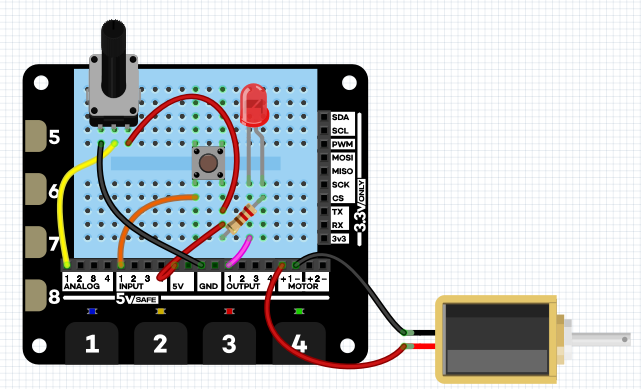 5
6
7
8
SDA
SCL
PWM
MOSI
MISO
SCK
CS
TX
RX
3v3
3.3V ONLY
1 2 3 4
ANALOG
1 2 3
INPUT
5V
GND
1 2 3 4
OUTPUT
+1- +2-
MOTOR
5V SAFE
1
2
3
4